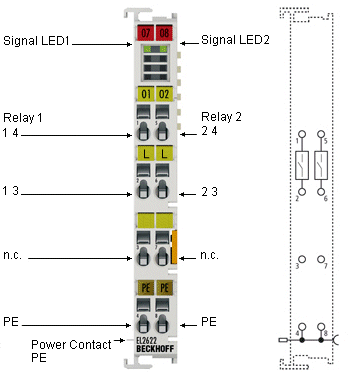 07 08
Signal LED1
Signal LED2
01 02
Relay 1
1 4
Relay 2
2 4
L L
1 3
2 3
n.c.
n.c.
PE PE
PE
PE
Power Contact
PE
EL2622
BECKHOFF
1 5
2 6
3 7
4 8